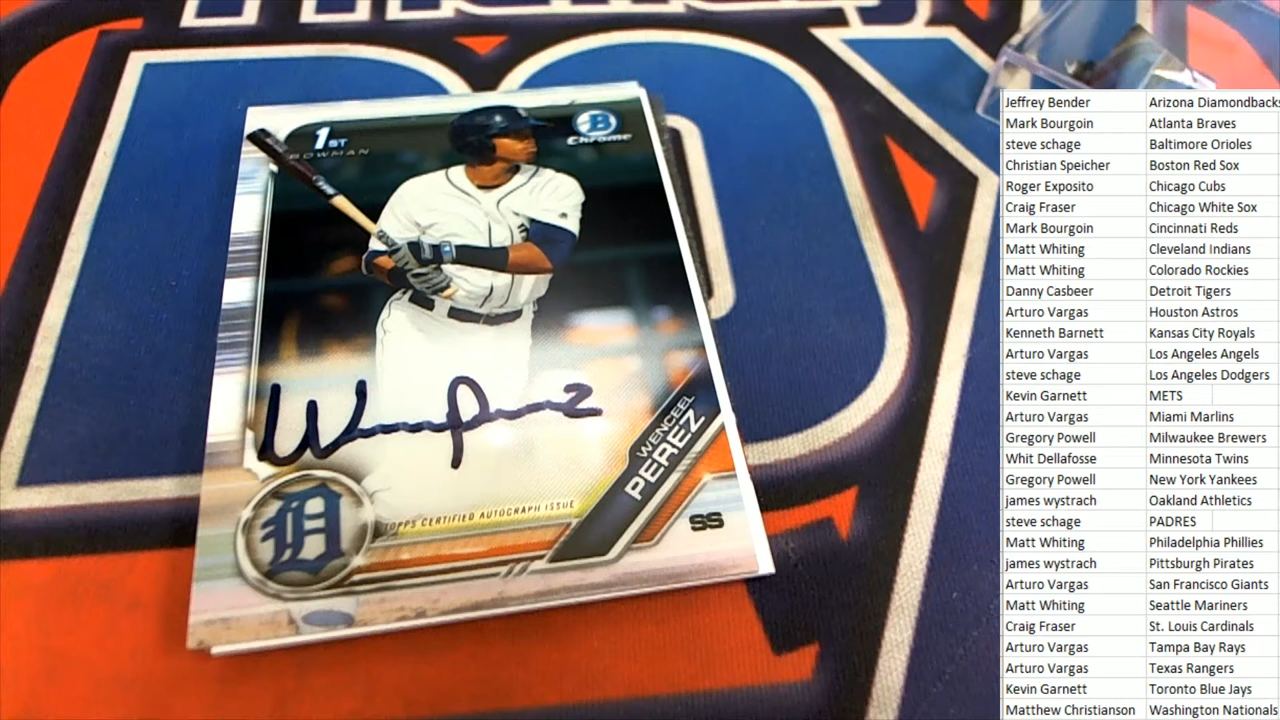 1ST
BOWMAN
B
Chrome
WENCEEL
PEREZ
TOPPS CERTIFIED AUTOGRAPH ISSUE
SS
D
Jeffrey Bender Arizona Diamondbacks
Mark Bourgoin Atlanta Braves
steve schage Baltimore Orioles
Christian Speicher Boston Red Sox
Roger Exposito Chicago Cubs
Craig Fraser Chicago White Sox
Mark Bourgoin Cincinnati Reds
Matt Whiting Cleveland Indians
Matt Whiting Colorado Rockies
Danny Casbeer Detroit Tigers
Arturo Vargas Houston Astros
Kenneth Barnett Kansas City Royals
Arturo Vargas Los Angeles Angels
steve schage Los Angeles Dodgers
Kevin Garnett METS
Arturo Vargas Miami Marlins
Gregory Powell Milwaukee Brewers
Whit Dellafosse Minnesota Twins
Gregory Powell New York Yankees
james wystrach Oakland Athletics
steve schage PADRES
Matt Whiting Philadelphia Phillies
james wystrach Pittsburgh Pirates
Arturo Vargas San Francisco Giants
Matt Whiting Seattle Mariners
Craig Fraser St. Louis Cardinals
Arturo Vargas Tampa Bay Rays
Arturo Vargas Texas Rangers
Kevin Garnett Toronto Blue Jays
Matthew Christianson Washington Nationals